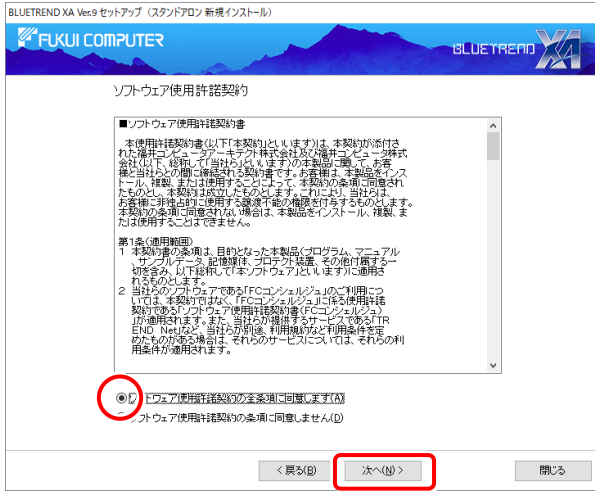 BLUETREND XA Ver.9 セットアップ (スタンドアロン 新規インストール)
FUKUI COMPUTER
BLUETREND XA
ソフトウェア使用許諾契約
■ソフトウェア使用許諾契約書
本使用許諾契約書(以下「本契約」といいます)は、本契約が添付さ
れた福井コンピュータアーキテクト株式会社及び福井コンピュータ株式
会社(以下、総称して「当社ら」といいます)の本製品に関して、お客
様と当社らとの間に締結される契約書です。お客様は、本製品をインス
トール、複製、または使用することによって、本契約の条項に同意され
たものとし、本契約は成立したものとします。これにより、当社らは、
お客様に非独占的に使用する譲渡不能の権限を付与するものとします。
本契約の条項に同意されない場合は、本製品をインストール、複製、ま
たは使用することはできません。
第1条(適用範囲)
1 本契約書の条項は、目的となった本製品(プログラム、マニュアル
、サンプルデータ、記憶媒体、プロテクト装置、その他付属する一
切を含み、以下総称して「本ソフトウェア」といいます)に適用さ
れるものとします。
2 当社らのソフトウェアである「FCコンシェルジュ」のご利用につ
いては、本契約ではなく、「FCコンシェルジュ」に係る使用許諾
契約である「ソフトウェア使用許諾契約書(FCコンシェルジュ)
」が適用されます。また、当社らが提供するサービスである「TR
END Net」など、当社らが別途、利用規約など利用条件を定
めたものがある場合は、それらのサービスについては、それらの利
用条件が適用されます。
トウェア使用許諾契約の全条項に同意します(A)
フトウェア使用許諾契約の条項に同意しません(D)
< 戻る(B)
次へ(N) >
閉じる